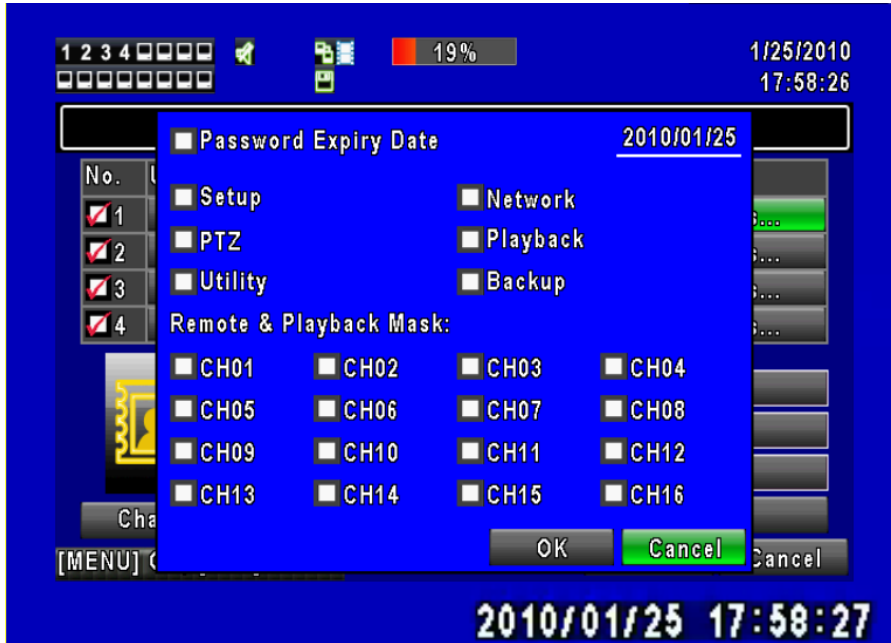 1 2 3 4
19%
1/25/2010
17:58:26
Password Expiry Date 2010/01/25
No.
Setup Network
1
PTZ Playback
2
Utility Backup
3
Remote & Playback Mask:
4
CH01 CH02 CH03 CH04
CH05 CH06 CH07 CH08
CH09 CH10 CH11 CH12
CH13 CH14 CH15 CH16
OK Cancel
[MENU] Cancel
2010/01/25 17:58:27